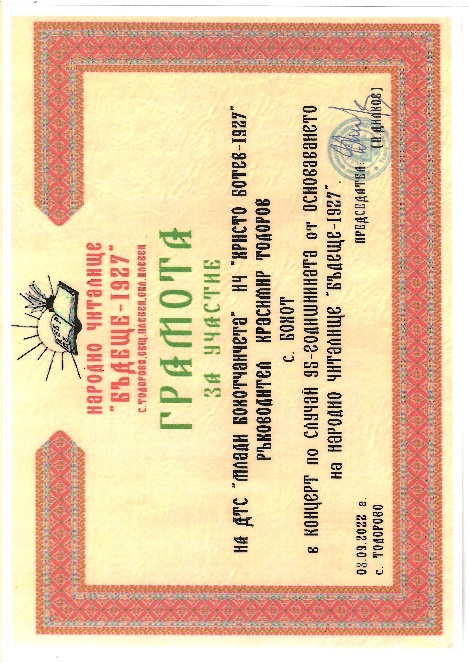 НАРОДНО ЧИТАЛИЩЕ
"БЪДЕЩЕ-1927"
С.ТОДОРОВО,ОБЩ.ПЛЕВЕН,ОБЛ.ПЛЕВЕН
ГРАМОТА
ЗА УЧАСТИЕ
НА ДТС "МЛАДИ БОХОТЧАНЧЕТА" НЧ "ХРИСТО БОТЕВ-1927"
РЪКОВОДИТЕЛ КРАСИМИР ТОДОРОВ
С. БОХОТ
В КОНЦЕРТ ПО СЛУЧАЙ 95-ГОДИШНИНАТА ОТ ОСНОВАВАНЕТО
НА НАРОДНО ЧИТАЛИЩЕ "БЪДЕЩЕ-1927".
08.09.2022 г.
С. ТОДОРОВО
ПРЕДСЕДАТЕЛ: